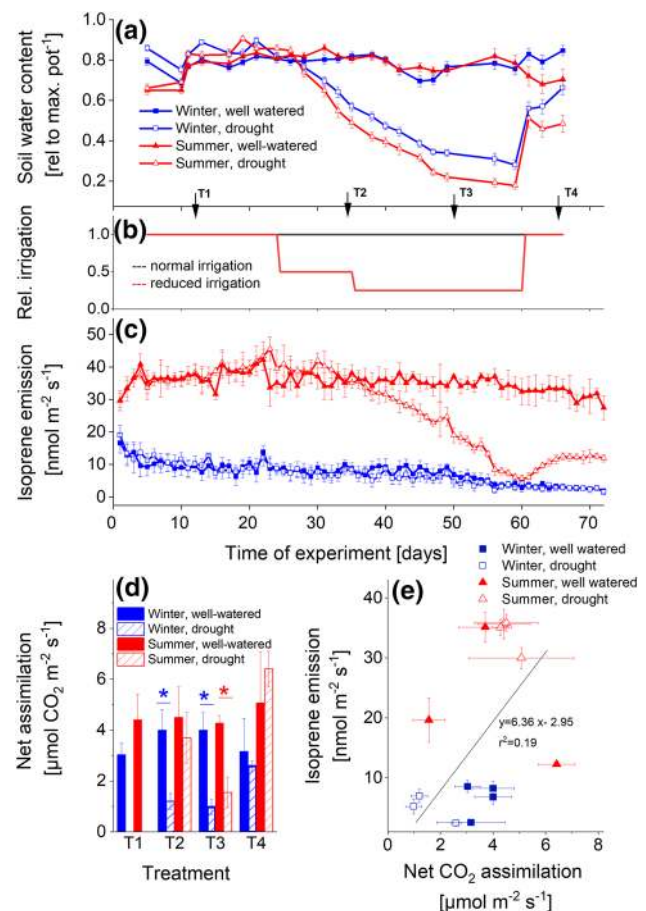 (a)
Soil water content
[rel to max. pot⁻¹]
1.0
0.8
0.6
0.4
0.2
Winter, well watered
Winter, drought
Summer, well-watered
Summer, drought
T1
T2
T3
T4
(b)
Rel. irrigation
1.0
0.5
0.0
normal irrigation
reduced irrigation
(c)
Isoprene emission
[nmol m⁻² s⁻¹]
50
40
30
20
10
0
0 10 20 30 40 50 60 70
Time of experiment [days]
(d)
Net assimilation
[µmol CO₂ m⁻² s⁻¹]
8
6
4
2
0
Winter, well-watered
Winter, drought
Summer, well-watered
Summer, drought
*
*
*
T1 T2 T3 T4
Treatment
Winter, well watered
Winter, drought
Summer, well watered
Summer, drought
(e)
Isoprene emission
[nmol m⁻² s⁻¹]
40
30
20
10
y=6.36 x- 2.95
r²=0.19
0 2 4 6 8
Net CO₂ assimilation
[µmol m⁻² s⁻¹]